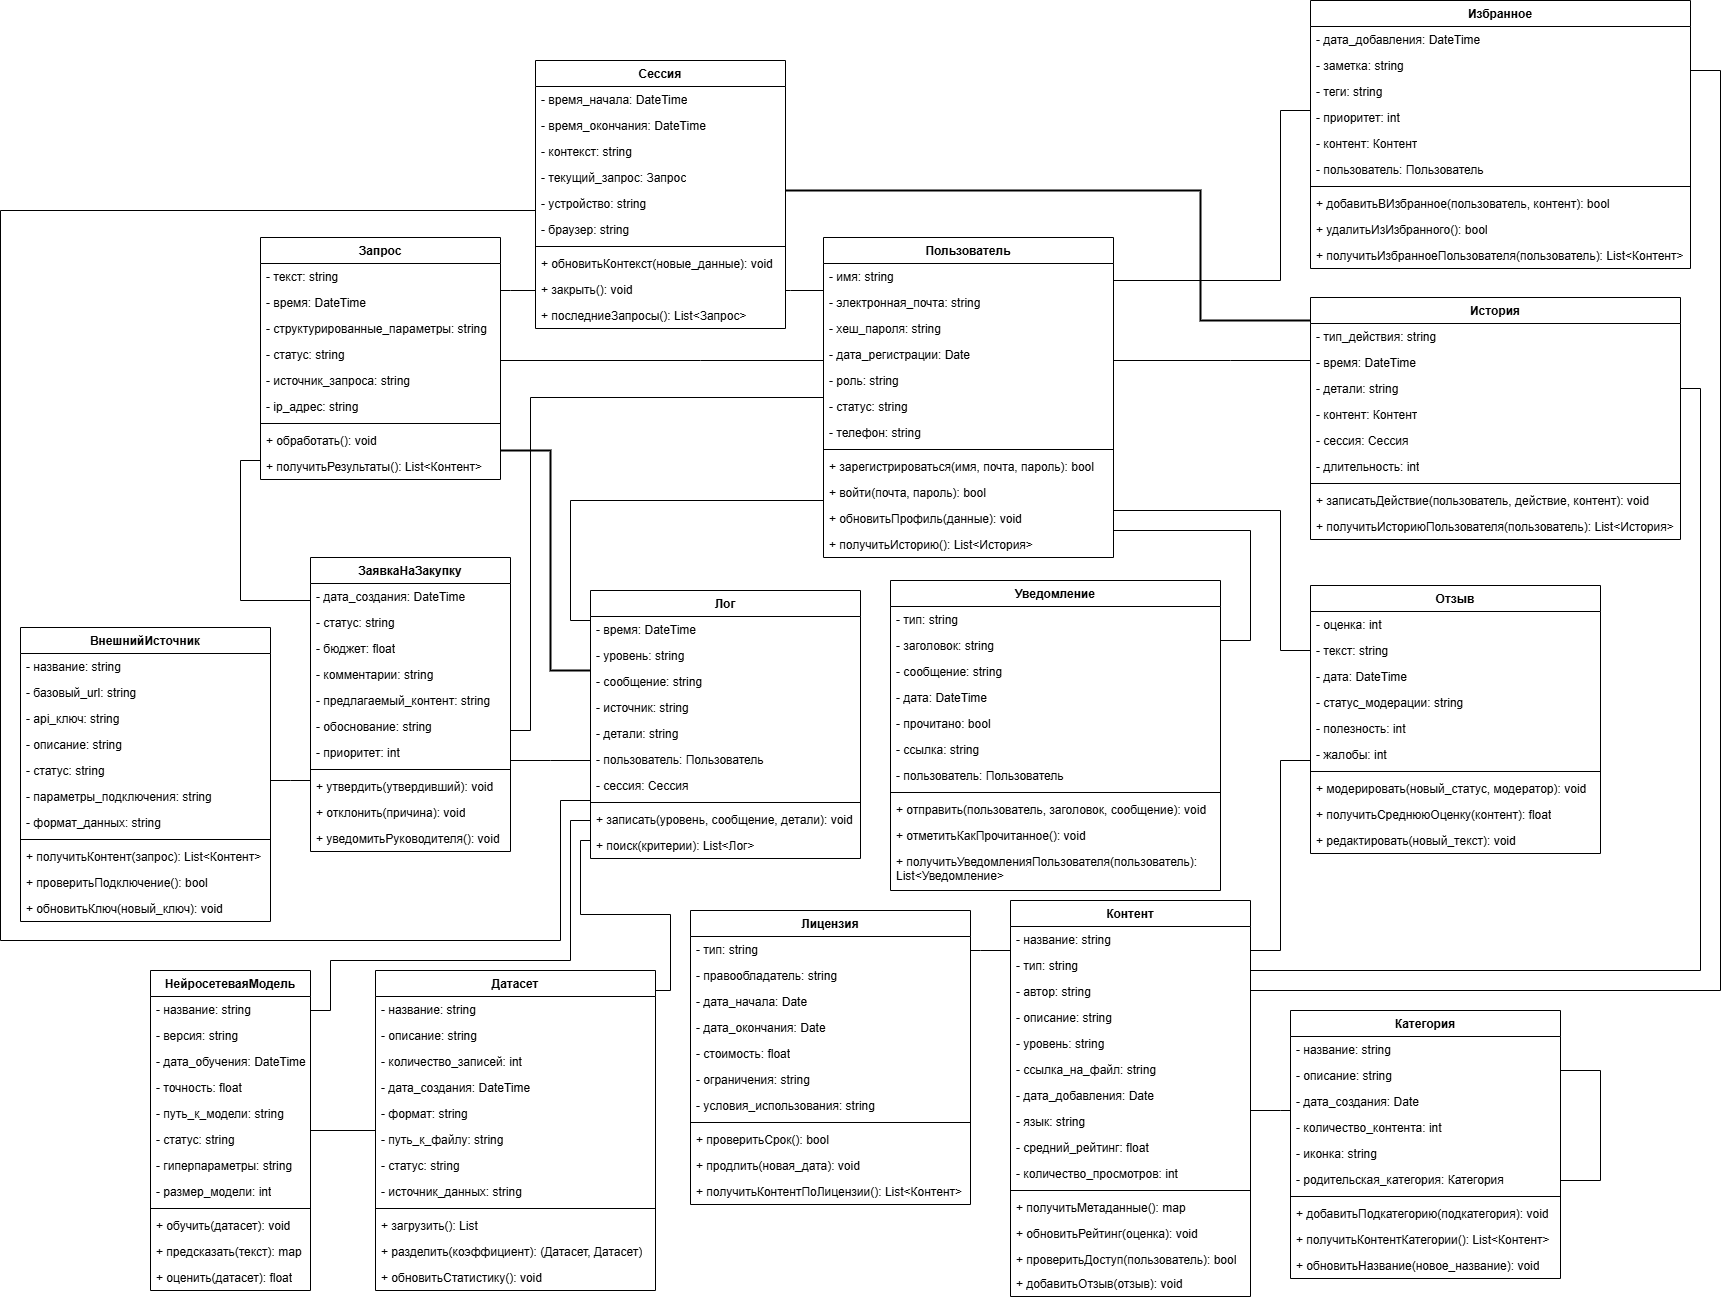 Избранное
- дата_добавления: DateTime
- заметка: string
- теги: string
- приоритет: int
- контент: Контент
- пользователь: Пользователь
+ добавитьВИзбранное(пользователь, контент): bool
+ удалитьИзИзбранного(): bool
+ получитьИзбранноеПользователя(пользователь): List<Контент>
Сессия
- время_начала: DateTime
- время_окончания: DateTime
- контекст: string
- текущий_запрос: Запрос
- устройство: string
- браузер: string
+ обновитьКонтекст(новые_данные): void
+ закрыть(): void
+ последниеЗапросы(): List<Запрос>
Запрос
- текст: string
- время: DateTime
- структурированные_параметры: string
- статус: string
- источник_запроса: string
- ip_адрес: string
+ обработать(): void
+ получитьРезультаты(): List<Контент>
Пользователь
- имя: string
- электронная_почта: string
- хеш_пароля: string
- дата_регистрации: Date
- роль: string
- статус: string
- телефон: string
+ зарегистрироваться(имя, почта, пароль): bool
+ войти(почта, пароль): bool
+ обновитьПрофиль(данные): void
+ получитьИсторию(): List<История>
История
- тип_действия: string
- время: DateTime
- детали: string
- контент: Контент
- сессия: Сессия
- длительность: int
+ записатьДействие(пользователь, действие, контент): void
+ получитьИсториюПользователя(пользователь): List<История>
ЗаявкаНаЗакупку
- дата_создания: DateTime
- статус: string
- бюджет: float
- комментарии: string
- предлагаемый_контент: string
- обоснование: string
- приоритет: int
+ утвердить(утвердивший): void
+ отклонить(причина): void
+ уведомитьРуководителя(): void
Лог
- время: DateTime
- уровень: string
- сообщение: string
- источник: string
- детали: string
- пользователь: Пользователь
- сессия: Сессия
+ записать(уровень, сообщение, детали): void
+ поиск(критерии): List<Лог>
Уведомление
- тип: string
- заголовок: string
- сообщение: string
- дата: DateTime
- прочитано: bool
- ссылка: string
- пользователь: Пользователь
+ отправить(пользователь, заголовок, сообщение): void
+ отметитьКакПрочитанное(): void
+ получитьУведомленияПользователя(пользователь):
List<Уведомление>
Отзыв
- оценка: int
- текст: string
- дата: DateTime
- статус_модерации: string
- полезность: int
- жалобы: int
+ модерировать(новый_статус, модератор): void
+ получитьСреднююОценку(контент): float
+ редактировать(новый_текст): void
ВнешнийИсточник
- название: string
- базовый_url: string
- api_ключ: string
- описание: string
- статус: string
- параметры_подключения: string
- формат_данных: string
+ получитьКонтент(запрос): List<Контент>
+ проверитьПодключение(): bool
+ обновитьКлюч(новый_ключ): void
НейросетеваяМодель
- название: string
- версия: string
- дата_обучения: DateTime
- точность: float
- путь_к_модели: string
- статус: string
- гиперпараметры: string
- размер_модели: int
+ обучить(датасет): void
+ предсказать(текст): map
+ оценить(датасет): float
Датасет
- название: string
- описание: string
- количество_записей: int
- дата_создания: DateTime
- формат: string
- путь_к_файлу: string
- статус: string
- источник_данных: string
+ загрузить(): List
+ разделить(коэффициент): (Датасет, Датасет)
+ обновитьСтатистику(): void
Лицензия
- тип: string
- правообладатель: string
- дата_начала: Date
- дата_окончания: Date
- стоимость: float
- ограничения: string
- условия_использования: string
+ проверитьСрок(): bool
+ продлить(новая_дата): void
+ получитьКонтентПоЛицензии(): List<Контент>
Контент
- название: string
- тип: string
- автор: string
- описание: string
- уровень: string
- ссылка_на_файл: string
- дата_добавления: Date
- язык: string
- средний_рейтинг: float
- количество_просмотров: int
+ получитьМетаданные(): map
+ обновитьРейтинг(оценка): void
+ проверитьДоступ(пользователь): bool
+ добавитьОтзыв(отзыв): void
Категория
- название: string
- описание: string
- дата_создания: Date
- количество_контента: int
- иконка: string
- родительская_категория: Категория
+ добавитьПодкатегорию(подкатегория): void
+ получитьКонтентКатегории(): List<Контент>
+ обновитьНазвание(новое_название): void